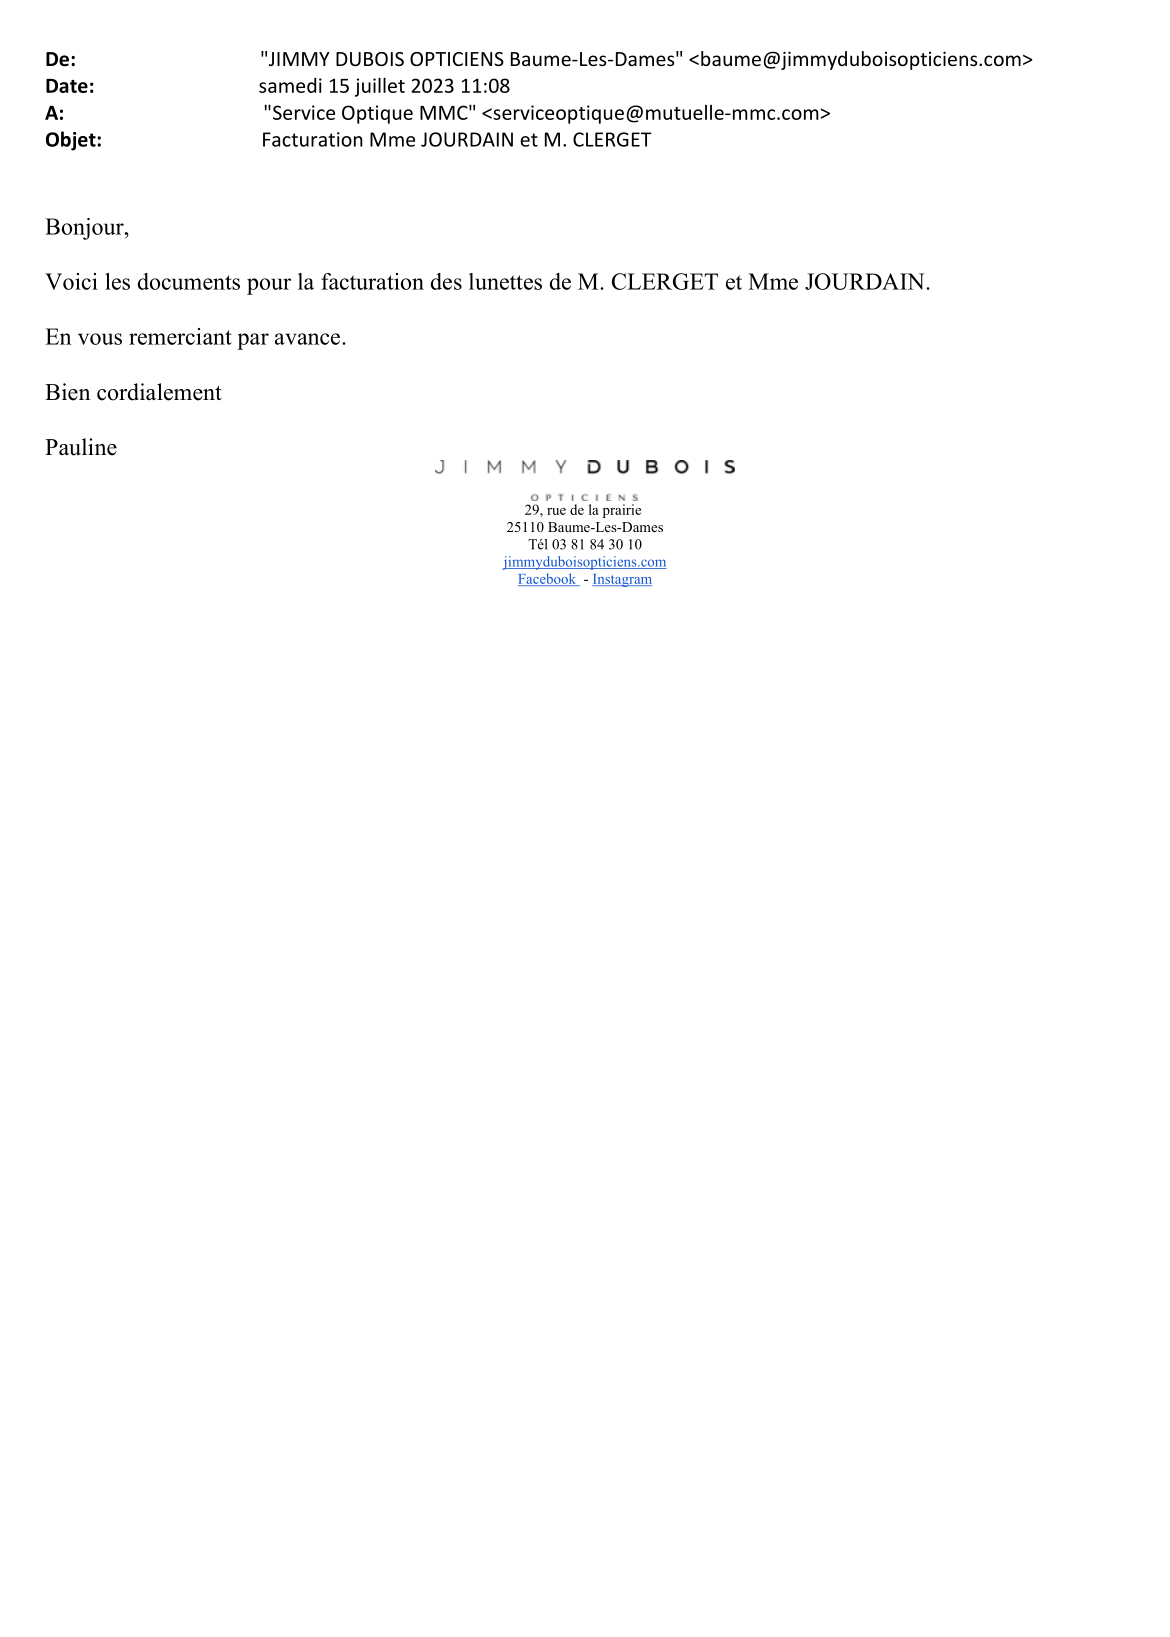 De: "JIMMY DUBOIS OPTICIENS Baume-Les-Dames" <baume@jimmyduboisopticiens.com>
Date: samedi 15 juillet 2023 11:08
A: "Service Optique MMC" <serviceoptique@mutuelle-mmc.com>
Objet: Facturation Mme JOURDAIN et M. CLERGET
Bonjour,
Voici les documents pour la facturation des lunettes de M. CLERGET et Mme JOURDAIN.
En vous remerciant par avance.
Bien cordialement
Pauline
JIMMY DUBOIS
OPTICIENS
29, rue de la prairie
25110 Baume-Les-Dames
Tél 03 81 84 30 10
jimmyduboisopticiens.com
Facebook - Instagram